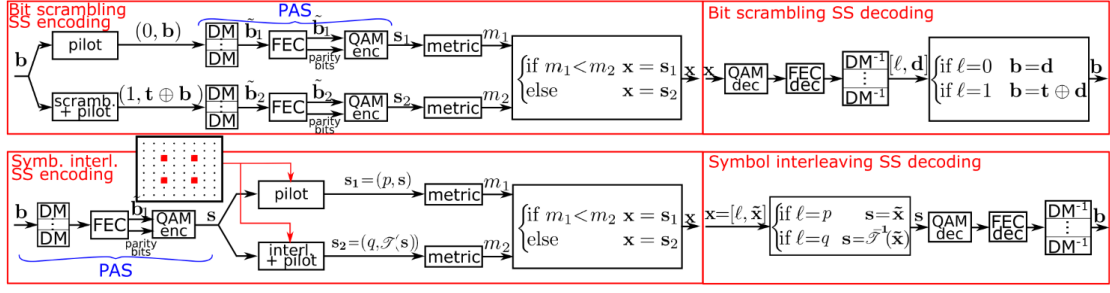 Bit scrambling
SS encoding
PAS
b
pilot
(0, b)
DM
⋮
DM
b̃₁
FEC
b̃₁
parity
bits
QAM
enc
s₁
metric
m₁
scramb.
+ pilot
(1, t ⊕ b )
DM
⋮
DM
b̃₂
FEC
b̃₂
parity
bits
QAM
enc
s₂
metric
m₂
{if m₁<m₂ x = s₁
else x = s₂
x
Bit scrambling SS decoding
x
QAM
dec
FEC
dec
DM⁻¹
⋮
DM⁻¹
[ℓ, d]
{if ℓ=0 b=d
if ℓ=1 b=t ⊕ d
b
Symb. interl.
SS encoding
b
DM
⋮
DM
FEC
b̃₁
parity
bits
QAM
enc
s
PAS
pilot
s₁=(p, s)
metric
m₁
interl.
+ pilot
s₂=(q, 𝒯(s))
metric
m₂
{if m₁<m₂ x = s₁
else x = s₂
x
Symbol interleaving SS decoding
x=[ℓ, x̃]
{if ℓ=p s=x̃
if ℓ=q s=𝒯⁻¹(x̃)
s
QAM
dec
FEC
dec
DM⁻¹
⋮
DM⁻¹
b